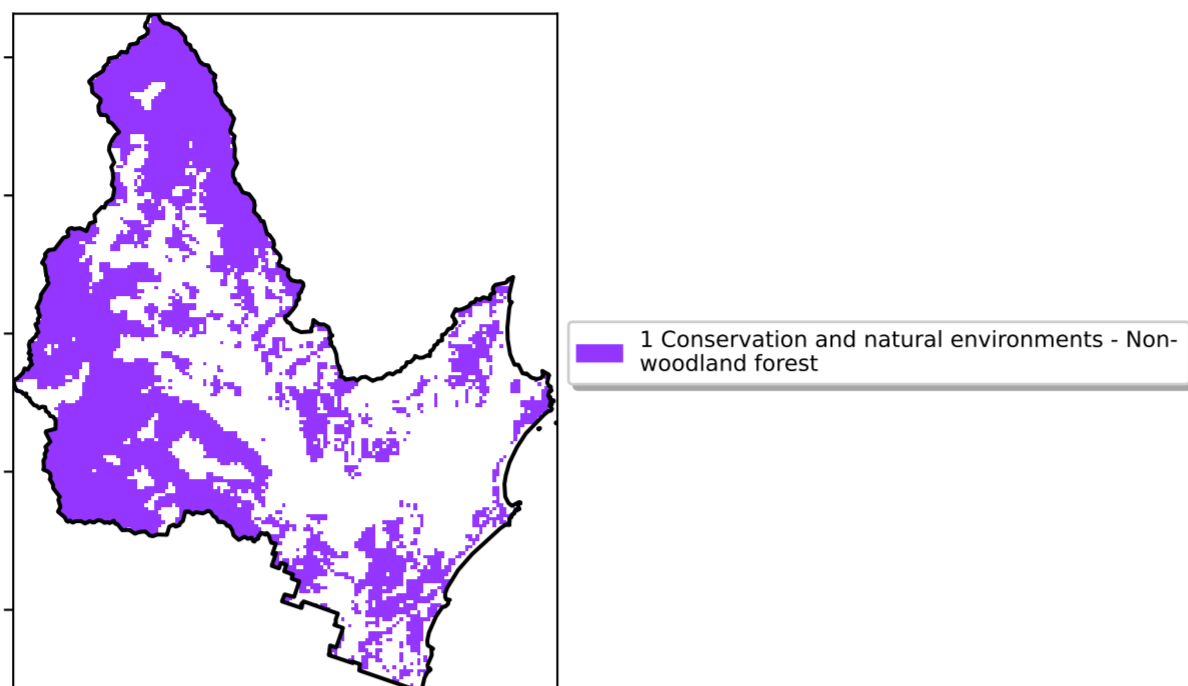 1 Conservation and natural environments - Non-
woodland forest